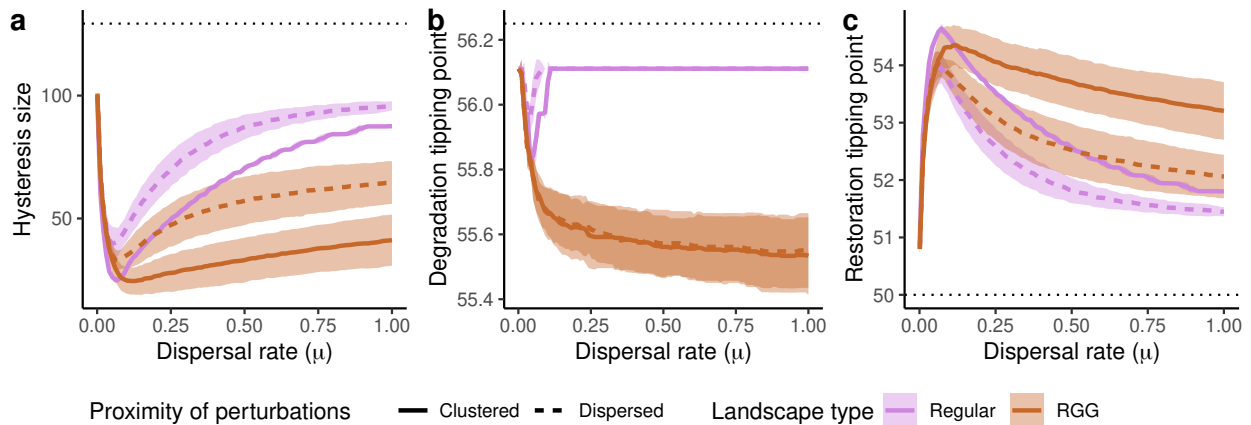 a
Hysteresis size
100
50
0.00 0.25 0.50 0.75 1.00
Dispersal rate (μ)
b
Degradation tipping point
56.2
56.0
55.8
55.6
55.4
0.00 0.25 0.50 0.75 1.00
Dispersal rate (μ)
c
Restoration tipping point
54
53
52
51
50
0.00 0.25 0.50 0.75 1.00
Dispersal rate (μ)
Proximity of perturbations Clustered Dispersed Landscape type Regular RGG